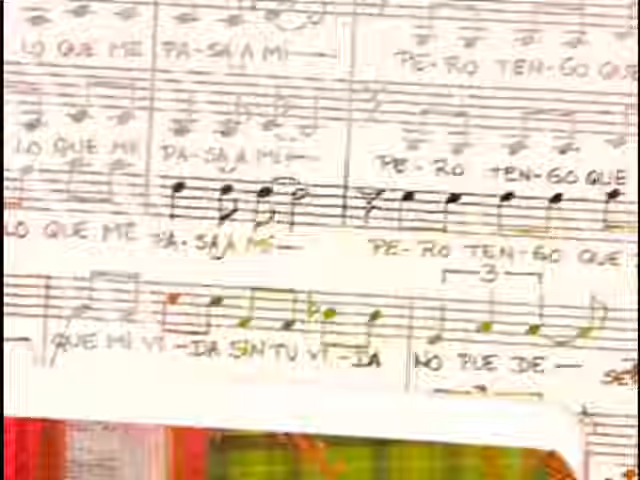 LO QUE ME PA-SA A MI— PE-RO TEN-GO QUE
LO QUE ME PA-SA A MI— PE-RO TEN-GO QUE
LO QUE ME PA-SA A MI— PE-RO TEN-GO QUE
3
QUE MI VI-DA SIN TU VI-DA NO PUE DE—